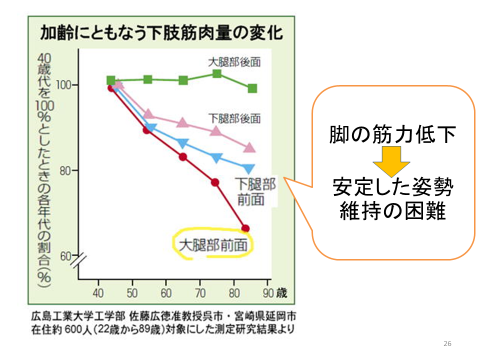 加齢にともなう下肢筋肉量の変化
40歳代を100%としたときの各年代の割合(%)
100
80
60
大腿部後面
下腿部後面
下腿部
前面
大腿部前面
40 50 60 70 80 90 歳
広島工業大学工学部 佐藤広徳准教授呉市・宮崎県延岡市
在住約600人(22歳から89歳)対象にした測定研究結果より
脚の筋力低下
安定した姿勢
維持の困難
26